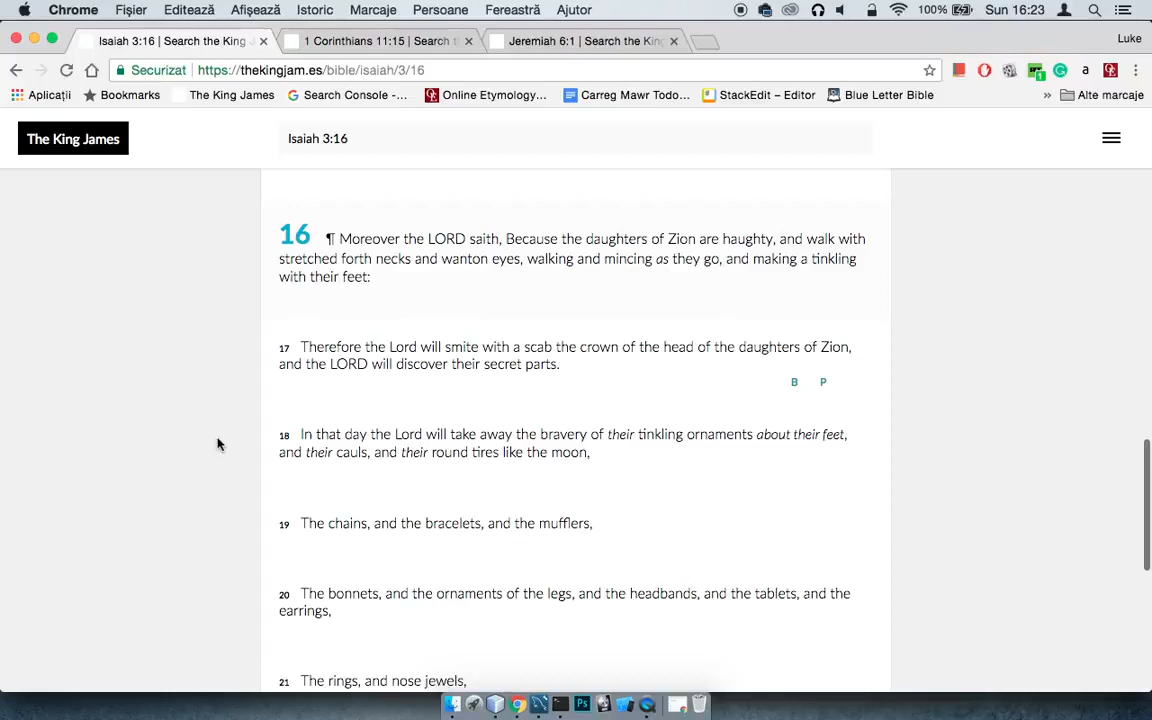 Chrome Fișier Editează Afișează Istoric Marcaje Persoane Fereastră Ajutor 100% Sun 16:23
Isaiah 3:16 | Search the King J 1 Corinthians 11:15 | Search t Jeremiah 6:1 | Search the King Luke
Securizat https://thekingjam.es/bible/isaiah/3/16
Aplicații Bookmarks The King James Search Console -... Online Etymology... Carreg Mawr Todo... StackEdit – Editor Blue Letter Bible » Alte marcaje
The King James Isaiah 3:16
16 ¶ Moreover the LORD saith, Because the daughters of Zion are haughty, and walk with
stretched forth necks and wanton eyes, walking and mincing as they go, and making a tinkling
with their feet:
17 Therefore the Lord will smite with a scab the crown of the head of the daughters of Zion,
and the LORD will discover their secret parts.
B P
18 In that day the Lord will take away the bravery of their tinkling ornaments about their feet,
and their cauls, and their round tires like the moon,
19 The chains, and the bracelets, and the mufflers,
20 The bonnets, and the ornaments of the legs, and the headbands, and the tablets, and the
earrings,
21 The rings, and nose jewels,